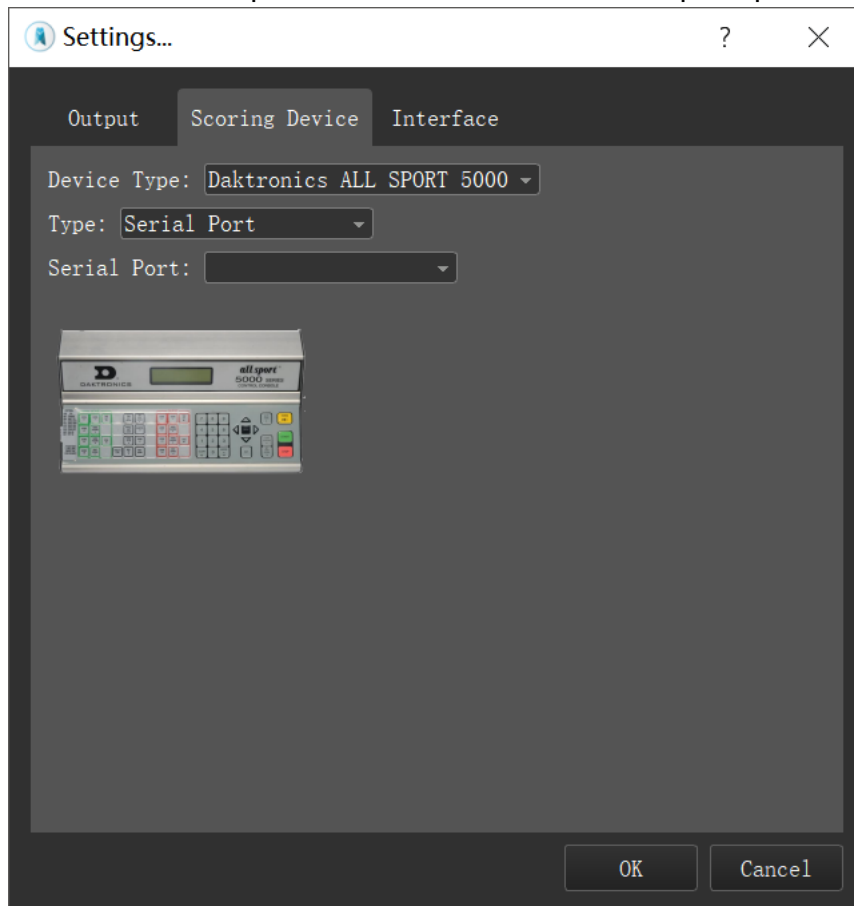 Settings...
?
Output
Scoring Device
Interface
Device Type: Daktronics ALL SPORT 5000
Type: Serial Port
Serial Port:
D
DAKTRONICS
all sport
5000 SERIES
OK
Cancel